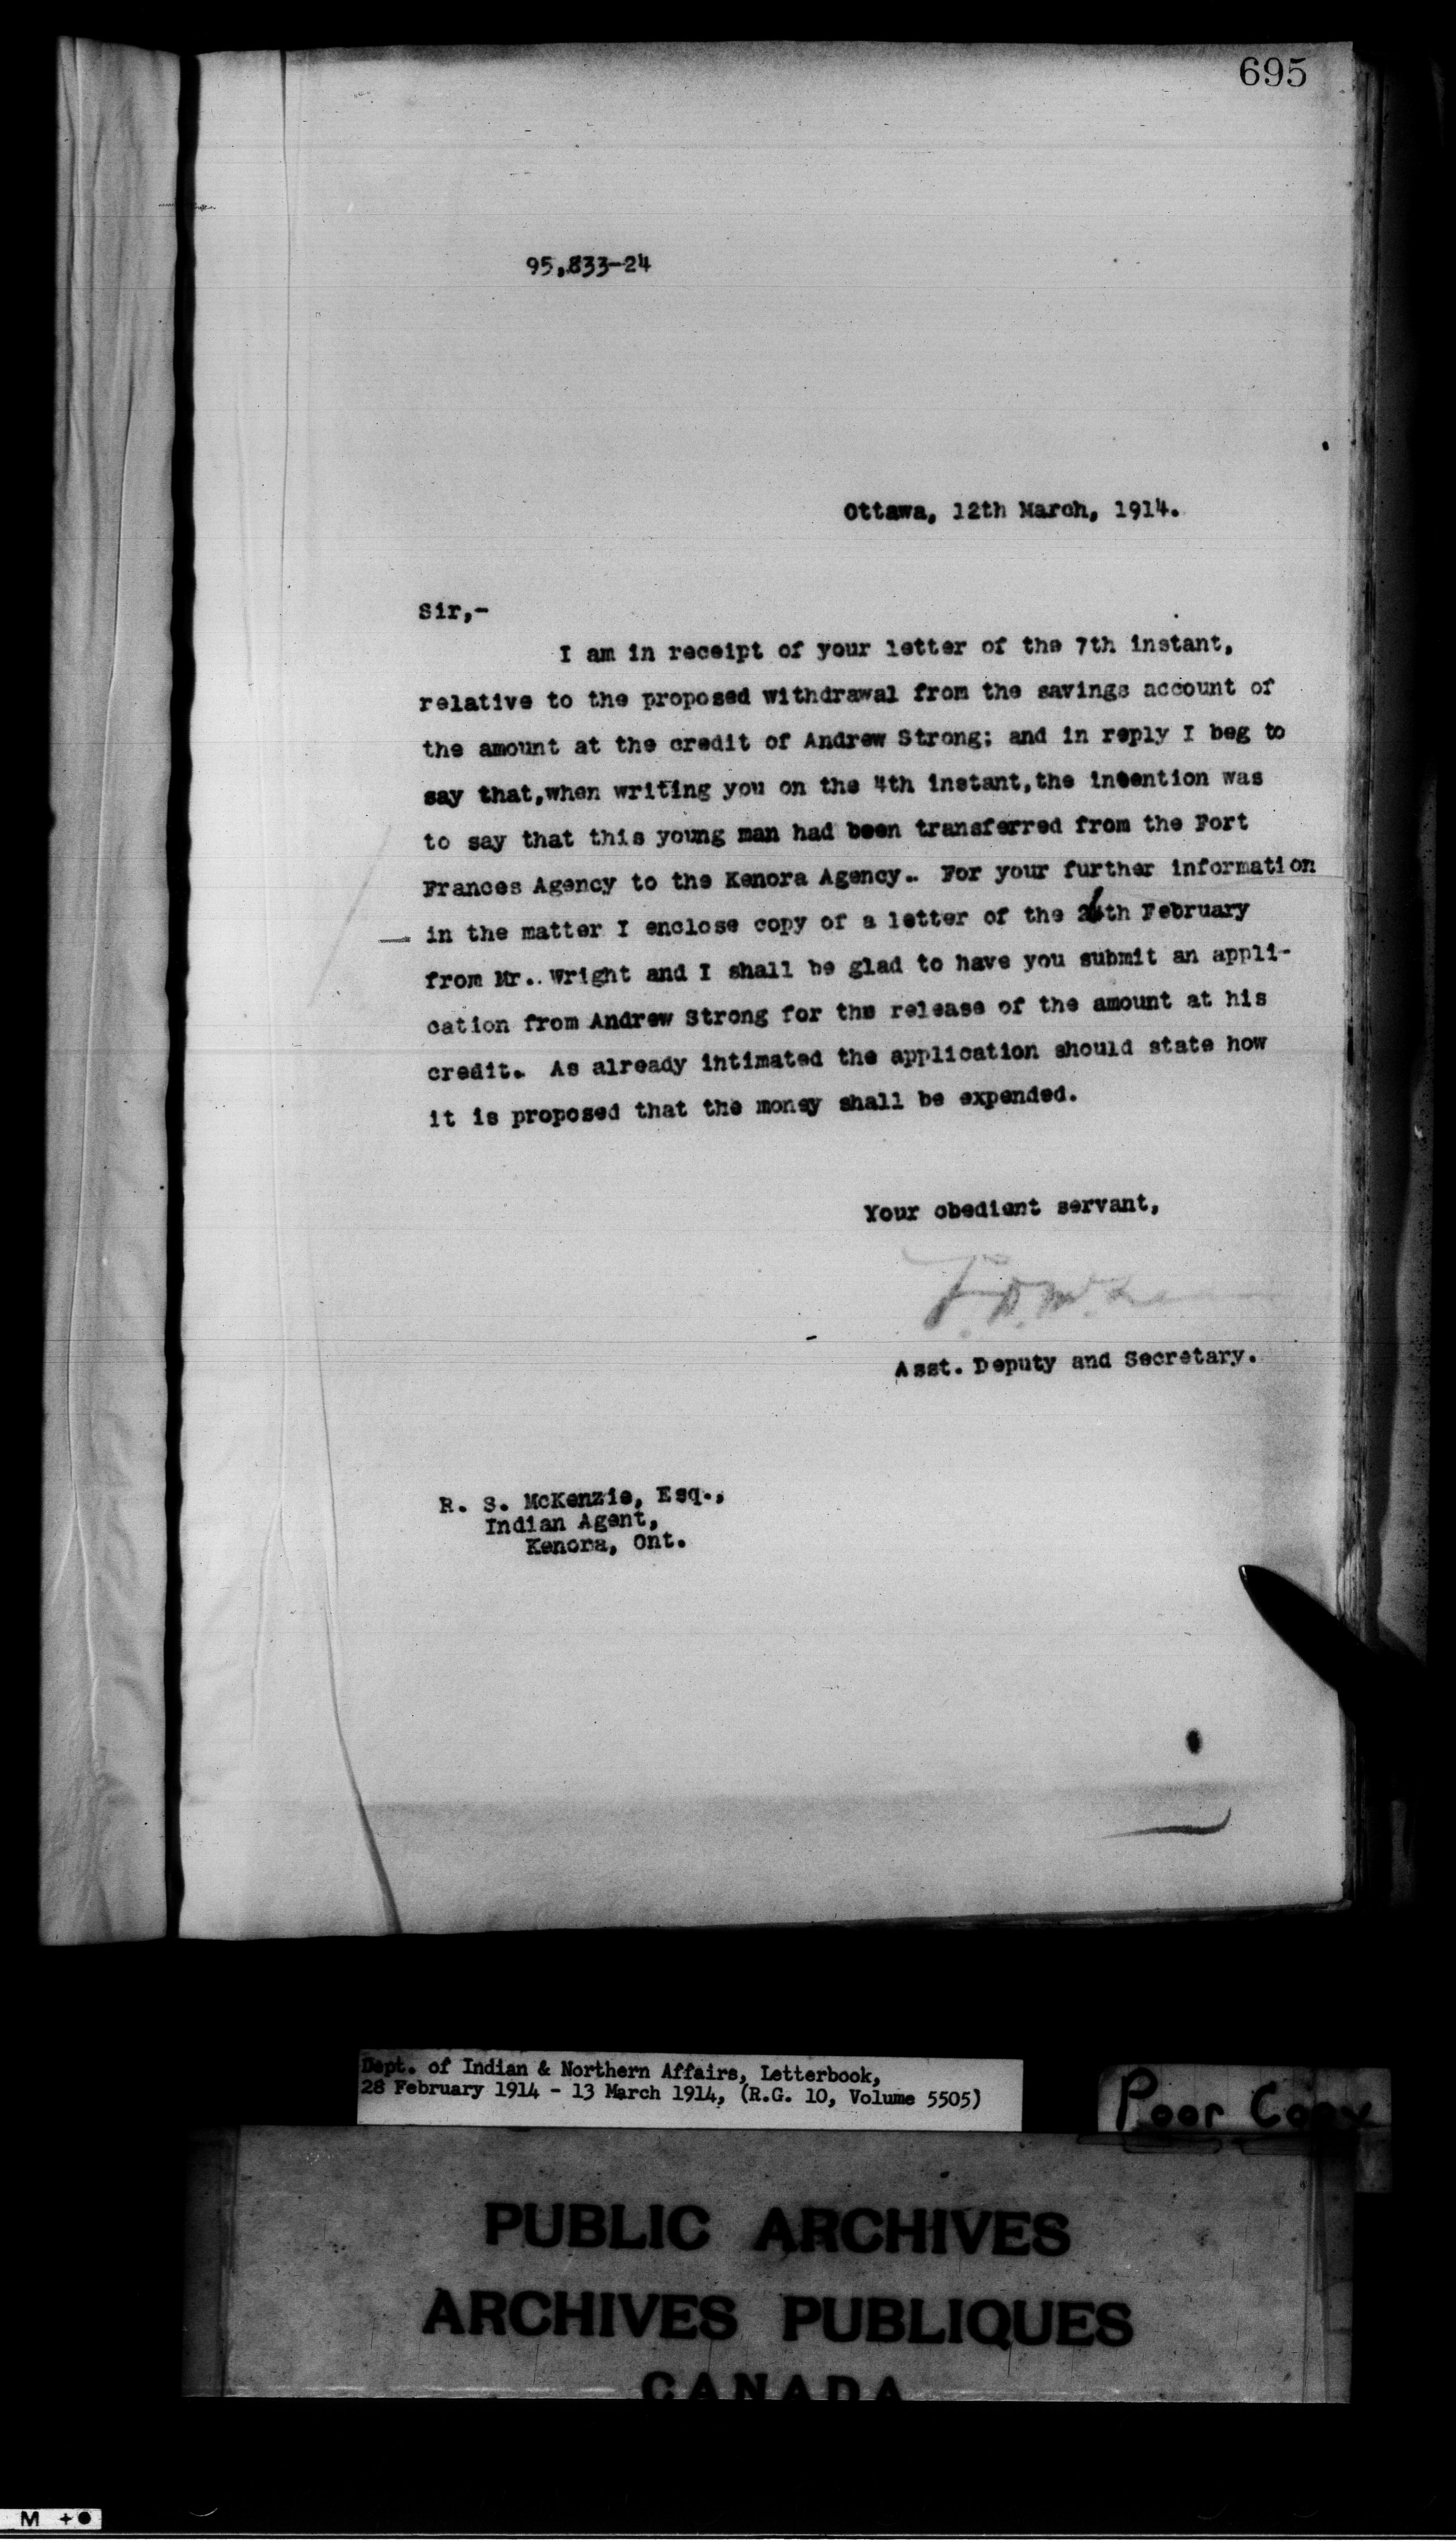 695
95,833-24
Ottawa, 12th March, 1914.
Sir,-
I am in receipt of your letter of the 7th instant,
relative to the proposed withdrawal from the savings account of
the amount at the credit of Andrew Strong; and in reply I beg to
say that,when writing you on the 4th instant,the intention was
to say that this young man had been transferred from the Fort
Frances Agency to the Kenora Agency. For your further information
in the matter I enclose copy of a letter of the 26th February
from Mr. Wright and I shall be glad to have you submit an appli-
cation from Andrew Strong for the release of the amount at his
credit. As already intimated the application should state how
it is proposed that the money shall be expended.
Your obedient servant,
Asst. Deputy and Secretary.
R. S. McKenzie, Esq.,
Indian Agent,
Kenora, Ont.
Dept. of Indian & Northern Affairs, Letterbook,
28 February 1914 - 13 March 1914, (R.G. 10, Volume 5505)
Poor Copy
PUBLIC ARCHIVES
ARCHIVES PUBLIQUES
CANADA
M +●